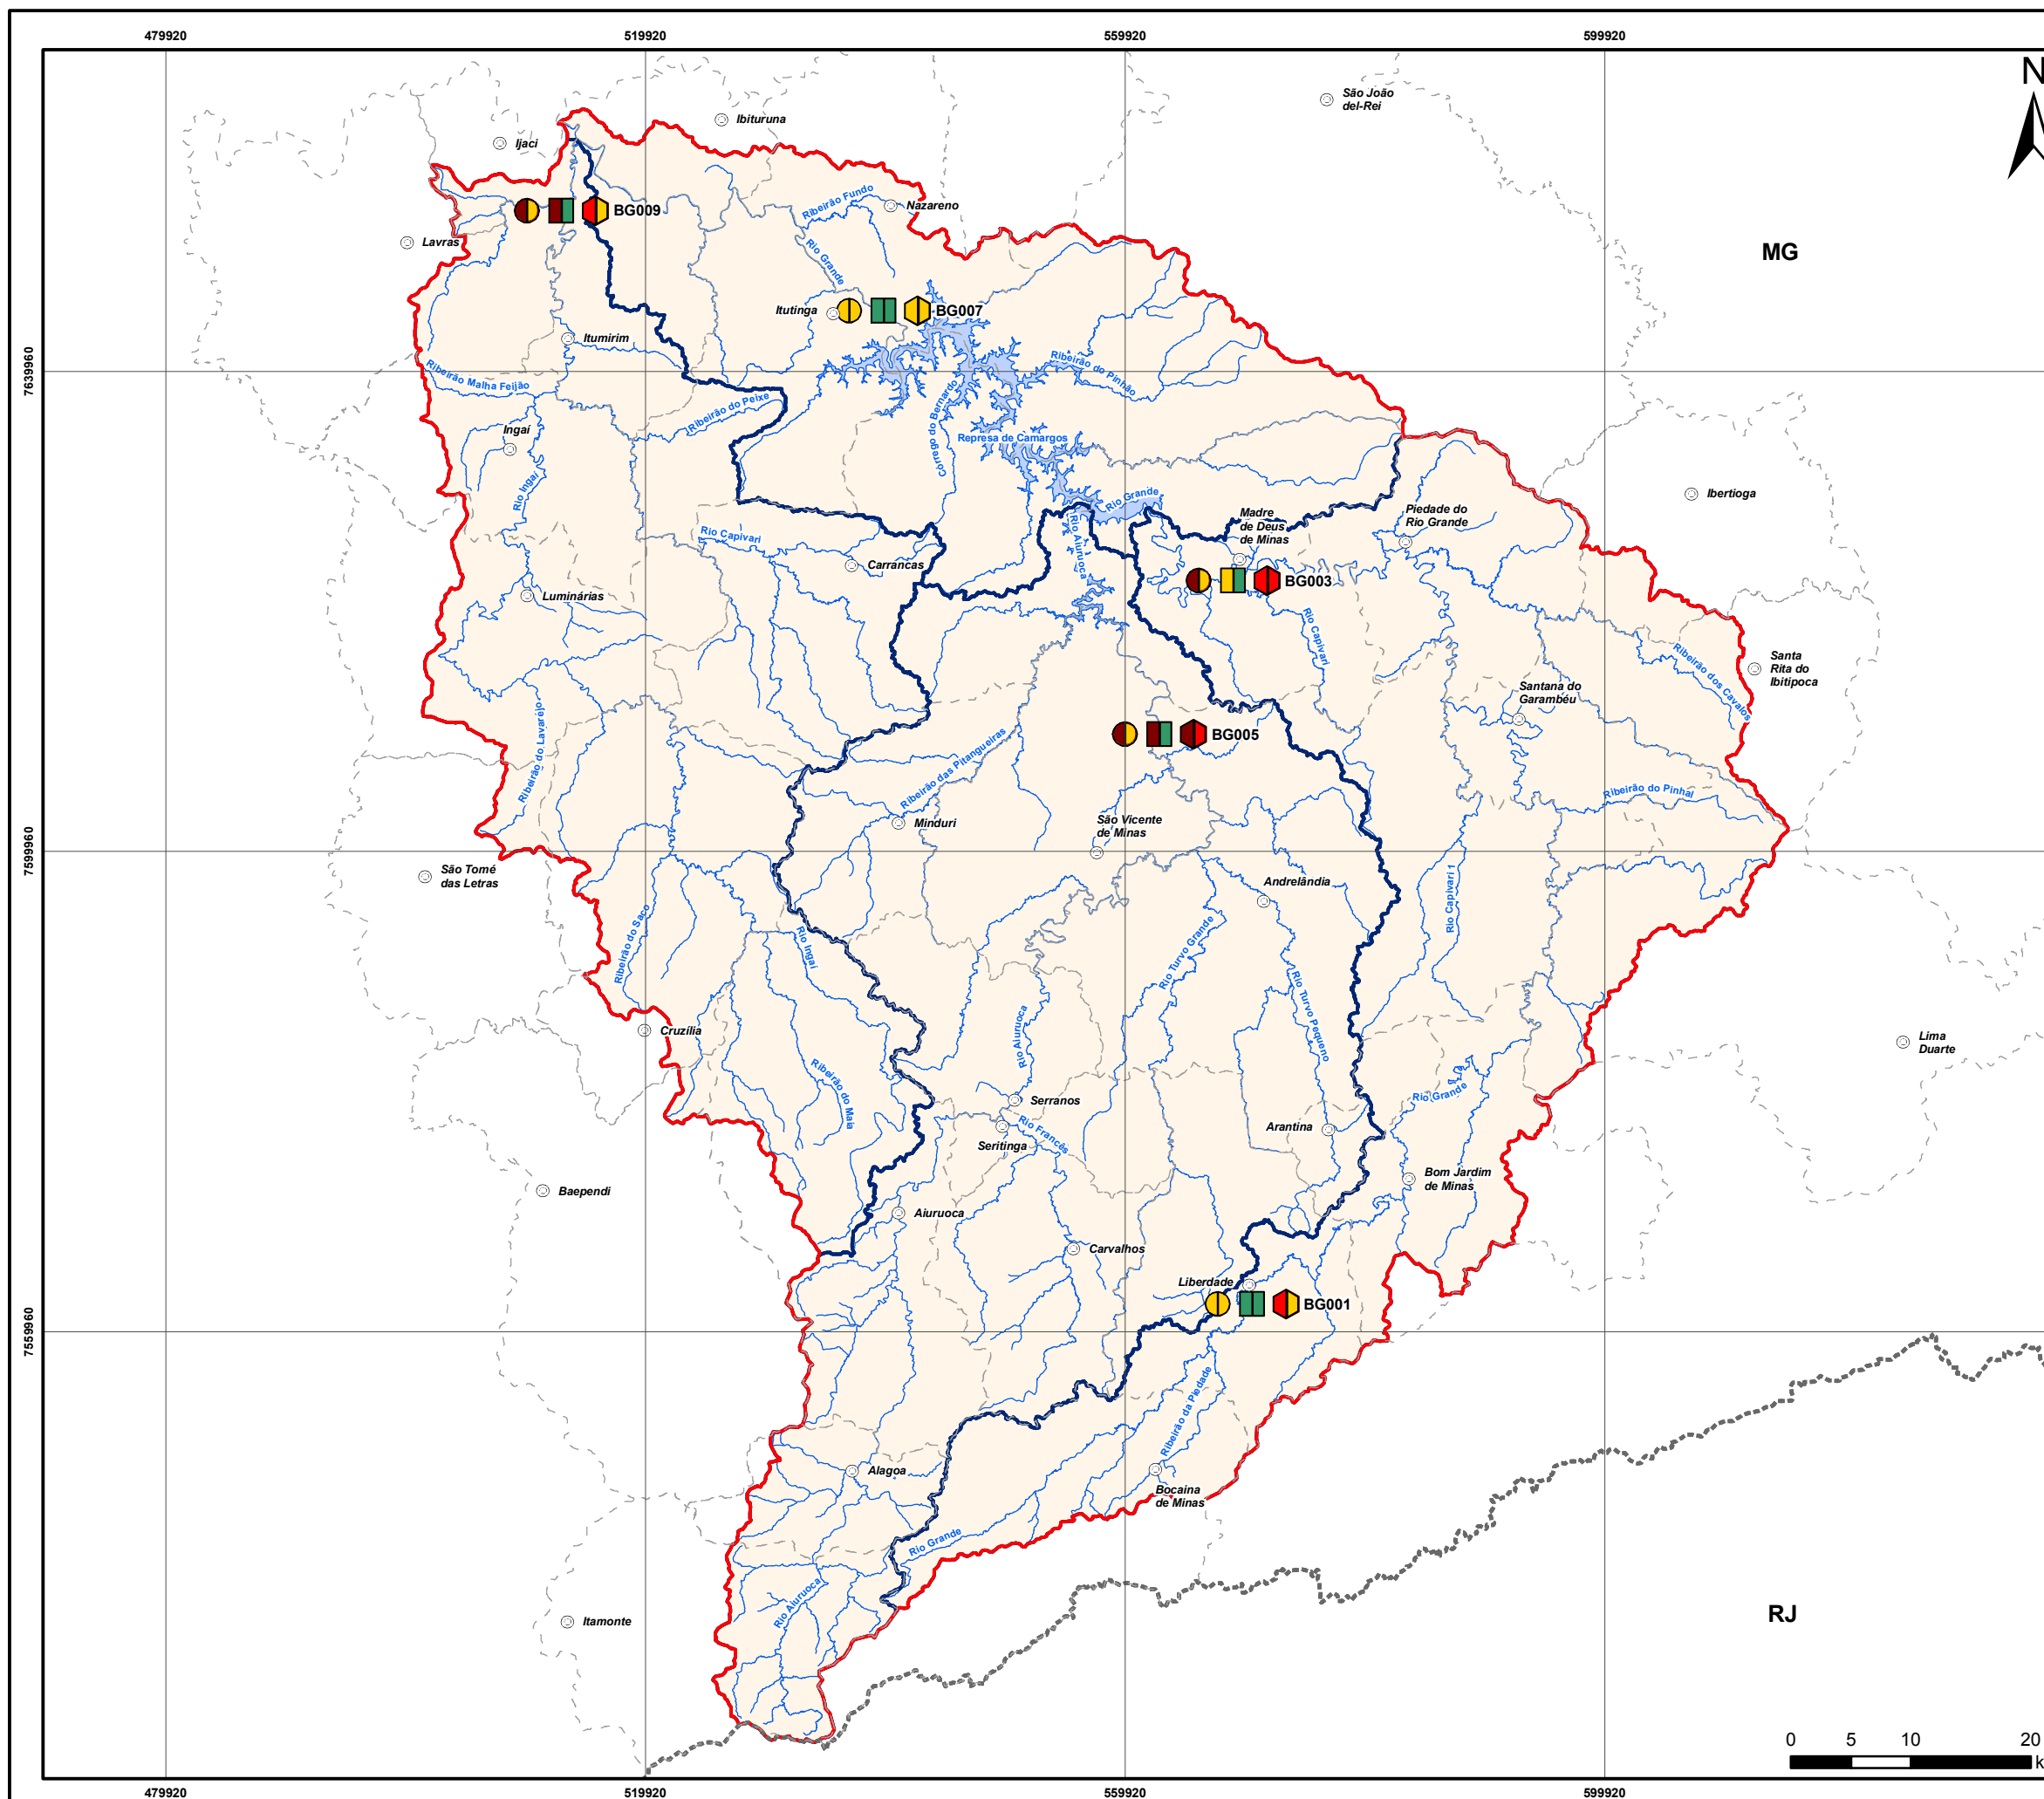 479920
519920
559920
599920
N
São João
del-Rei
Ibituruna
Ijaci
Ribeirão Fundo
Nazareno
BG009
Lavras
MG
Rio Grande
Itutinga
BG007
Itumirim
7639960
Ribeirão do Pinhão
Ribeirão Malha Feijão
Ribeirão do Peixe
Córrego do Bernardo
Ingaí
Represa de Camargos
Rio Ingaí
Rio Grande
Ibertioga
Madre
de Deus
de Minas
Piedade do
Rio Grande
Rio Capivari
Rio Aiuruoca
Carrancas
BG003
Luminárias
Rio Capivari
Ribeirão dos Cavalos
Santa
Rita do
Ibitipoca
Santana do
Garambéu
Ribeirão do Lavarejo
BG005
Ribeirão das Pitangueiras
Ribeirão do Pinhal
Minduri
São Vicente
de Minas
7599960
São Tomé
das Letras
Andrelândia
Rio Capivari 1
Ribeirão do Saco
Rio Ingaí
Rio Turvo Grande
Rio Turvo Pequeno
Cruzília
Rio Aiuruoca
Lima
Duarte
Ribeirão do Maia
Rio Grande
Serranos
Rio Francês
Seritinga
Arantina
Bom Jardim
de Minas
Baependi
Aiuruoca
Carvalhos
Liberdade
BG001
7559960
Ribeirão da Piedade
Alagoa
Bocaina
de Minas
Rio Grande
Rio Aiuruoca
Itamonte
RJ
0 5 10 20
k
479920
519920
559920
599920